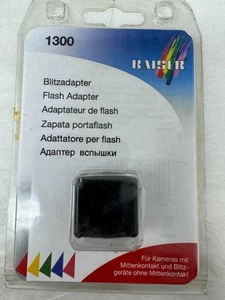 1300
KAISER
Blitzadapter
Flash Adapter
Adaptateur de flash
Zapata portaflash
Adattatore per flash
Адаптер вспышки
Für Kameras mit
Mittenkontakt und Blitz-
geräte ohne Mittenkontakt